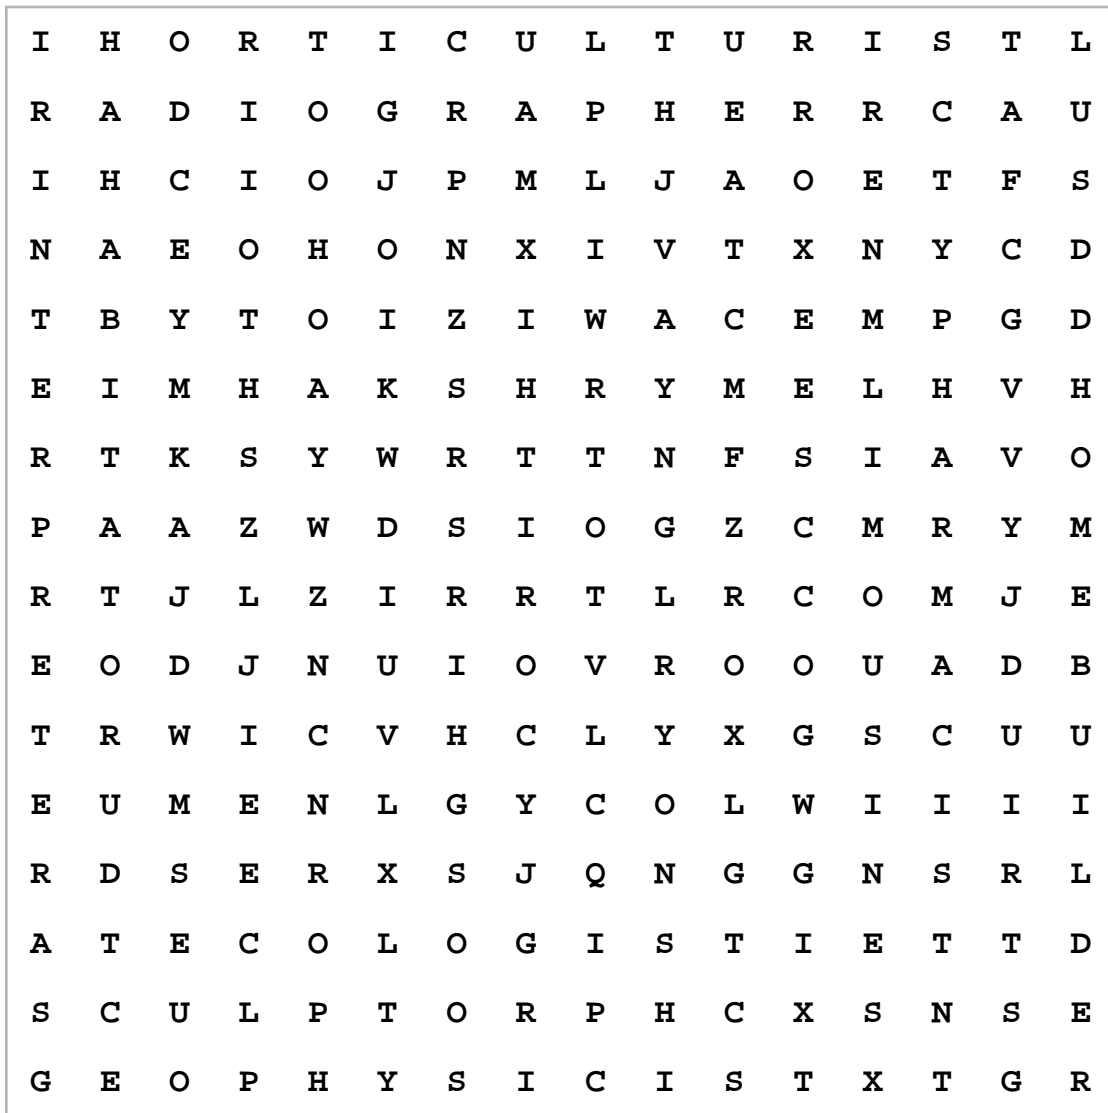 I H O R T I C U L T U R I S T L
R A D I O G R A P H E R R C A U
I H C I O J P M L J A O E T F S
N A E O H O N X I V T X N Y C D
T B Y T O I Z I W A C E M P G D
E I M H A K S H R Y M E L H V H
R T K S Y W R T T N F S I A V O
P A A Z W D S I O G Z C M R Y M
R T J L Z I R R T L R C O M J E
E O D J N U I O V R O O U A D B
T R W I C V H C L Y X G S C U U
E U M E N L G Y C O L W I I I I
R D S E R X S J Q N G G N S R L
A T E C O L O G I S T I E T T D
S C U L P T O R P H C X S N S E
G E O P H Y S I C I S T X T G R